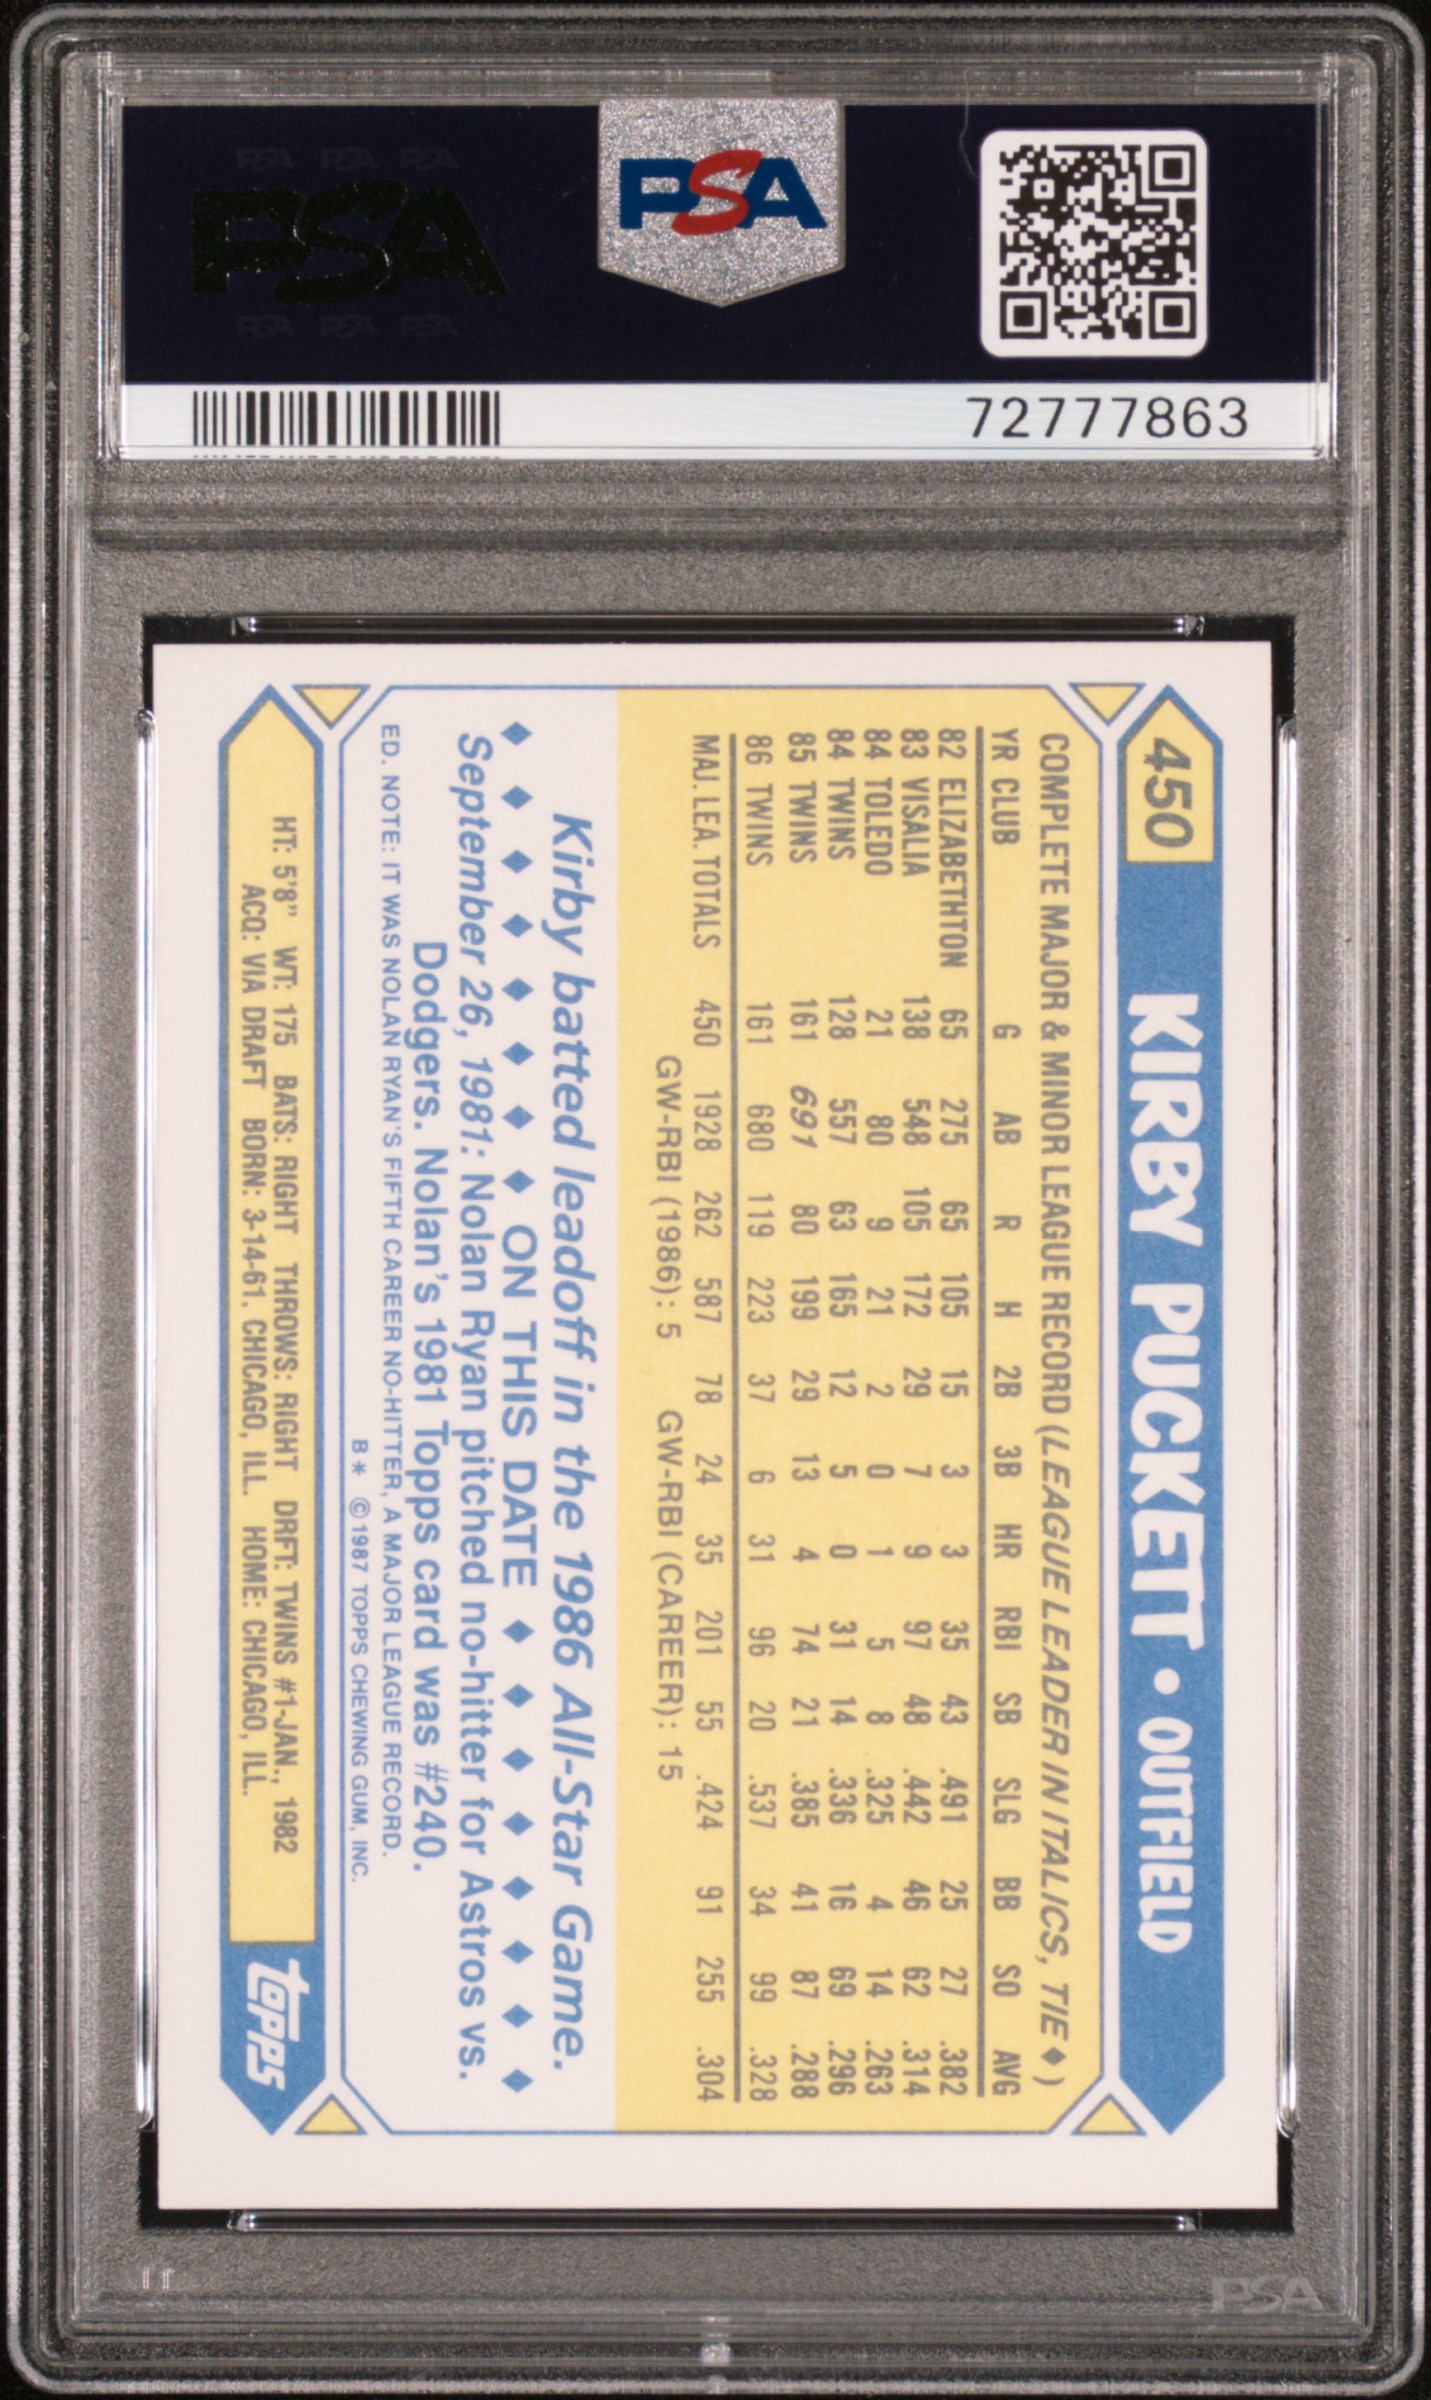 PSA PSA PSA
PSA
PSA PSA PSA
PSA
72777863
450 KIRBY PUCKETT • OUTFIELD
COMPLETE MAJOR & MINOR LEAGUE RECORD (LEAGUE LEADER IN ITALICS, TIE ♦)
YR CLUB G AB R H 2B 3B HR RBI SB SLG BB SO AVG
82 ELIZABETHTON 65 275 65 105 15 3 3 35 43 .491 25 27 .382
83 VISALIA 138 548 105 172 29 7 9 97 48 .442 46 62 .314
84 TOLEDO 21 80 9 21 2 0 1 5 8 .325 4 14 .263
84 TWINS 128 557 63 165 12 5 0 31 14 .336 16 69 .296
85 TWINS 161 691 80 199 29 13 4 74 21 .385 41 87 .288
86 TWINS 161 680 119 223 37 6 31 96 20 .537 34 99 .328
MAJ. LEA. TOTALS 450 1928 262 587 78 24 35 201 55 .424 91 255 .304
GW-RBI (1986): 5 GW-RBI (CAREER): 15
Kirby batted leadoff in the 1986 All-Star Game.
♦ ♦ ♦ ♦ ♦ ♦ ♦ ♦ ON THIS DATE ♦ ♦ ♦ ♦ ♦ ♦ ♦ ♦
September 26, 1981: Nolan Ryan pitched no-hitter for Astros vs.
Dodgers. Nolan's 1981 Topps card was #240.
ED. NOTE: IT WAS NOLAN RYAN'S FIFTH CAREER NO-HITTER, A MAJOR LEAGUE RECORD.
B* © 1987 TOPPS CHEWING GUM, INC.
HT: 5'8" WT: 175 BATS: RIGHT THROWS: RIGHT DRFT: TWINS #1-JAN., 1982
ACQ: VIA DRAFT BORN: 3-14-61, CHICAGO, ILL. HOME: CHICAGO, ILL.
topps
PSA